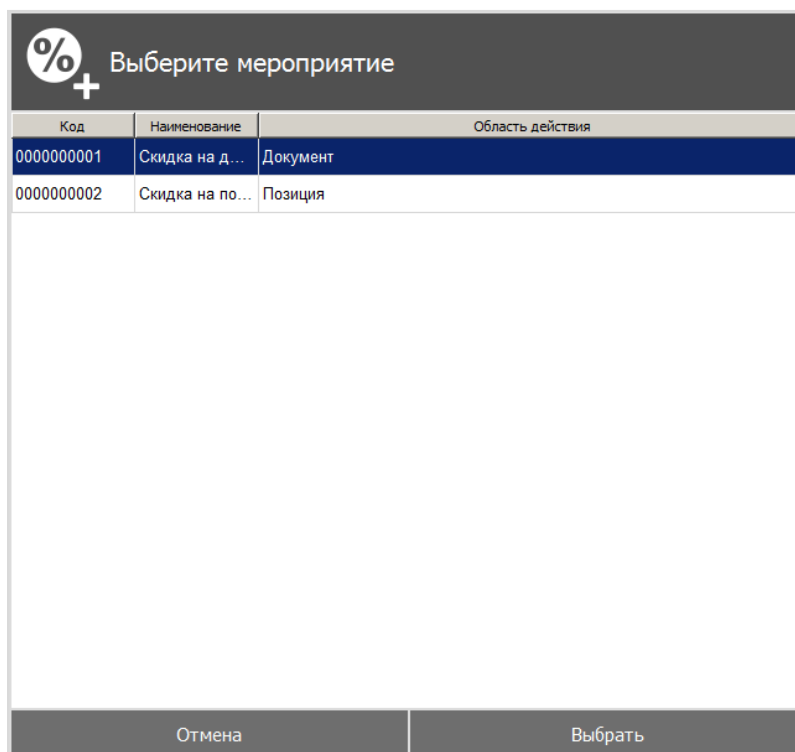 % Выберите мероприятие
Код Наименование Область действия
0000000001 Скидка на д... Документ
0000000002 Скидка на по... Позиция
Отмена Выбрать